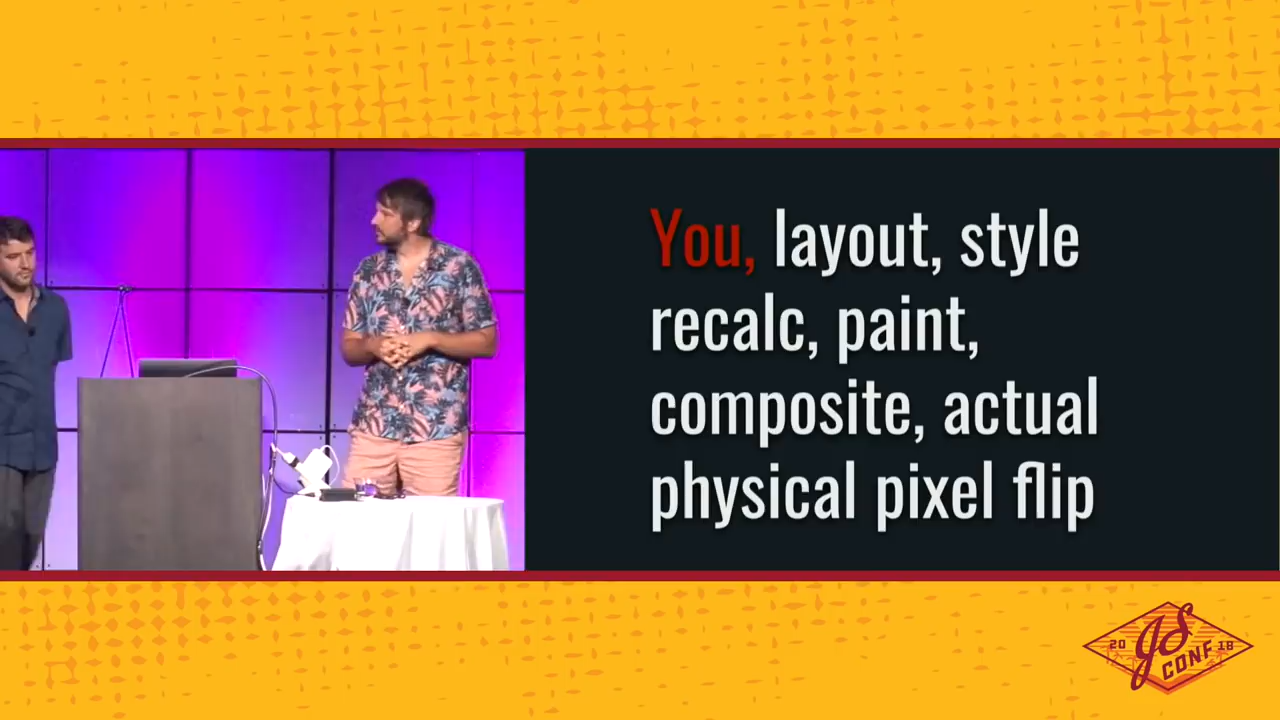 You, layout, style
recalc, paint,
composite, actual
physical pixel flip
20 JS CONF 18